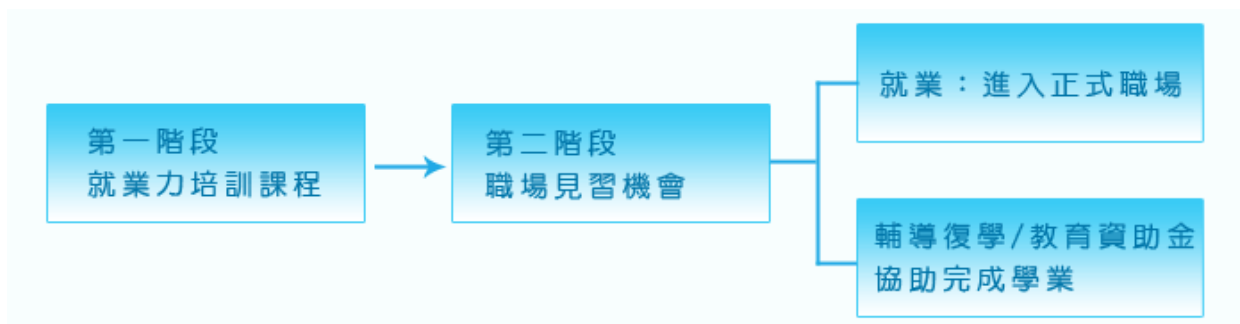 第一階段
就業力培訓課程
第二階段
職場見習機會
就業：進入正式職場
輔導復學/教育資助金
協助完成學業